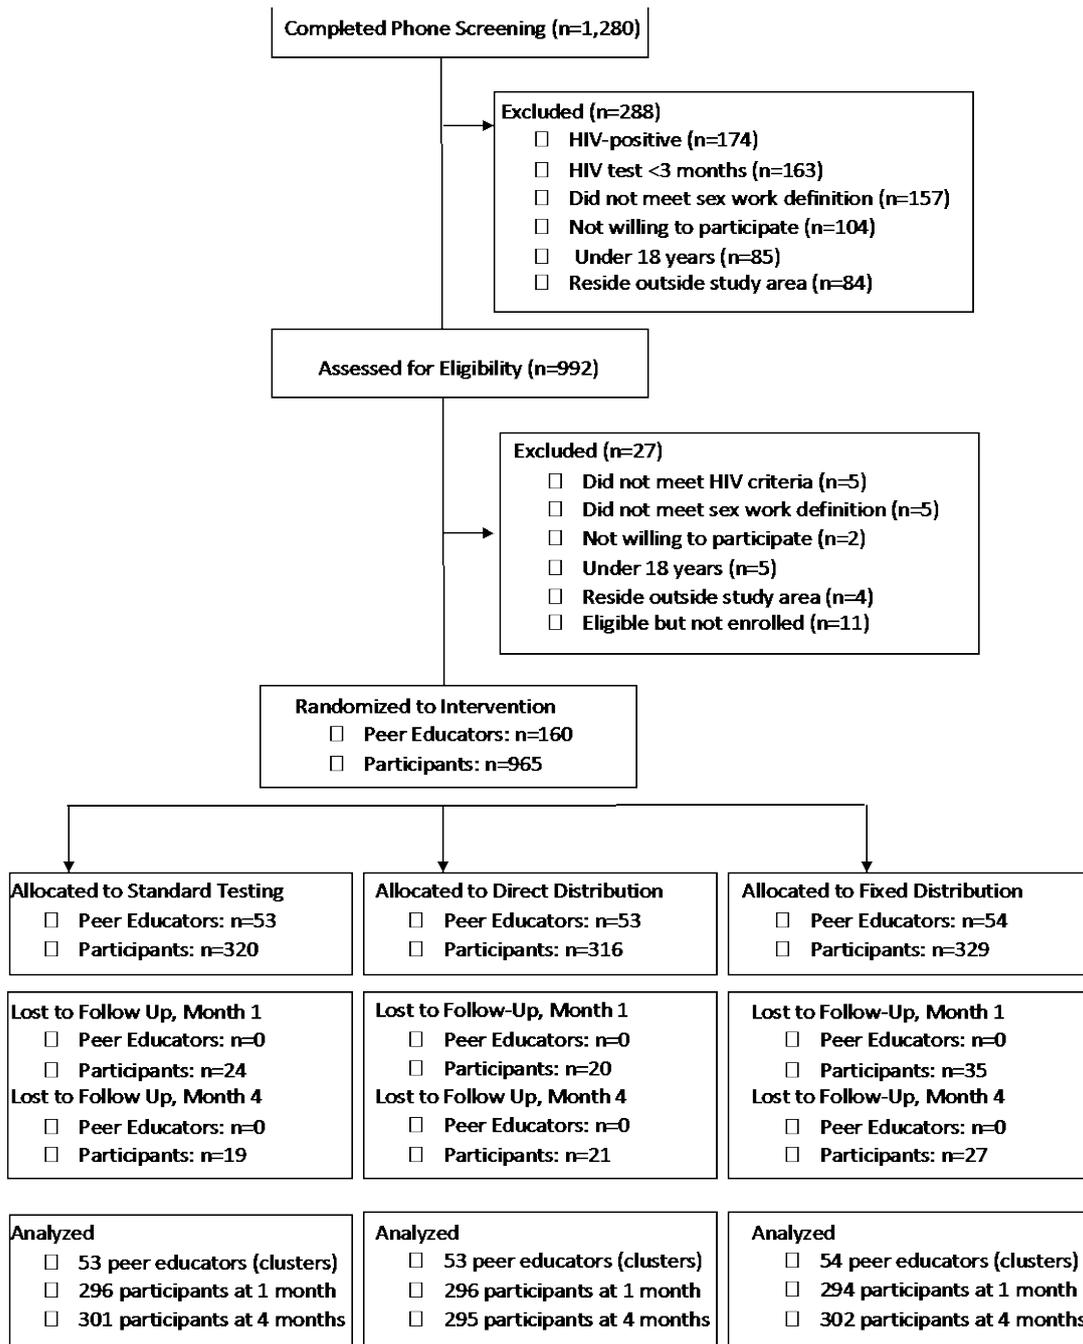 Completed Phone Screening (n=1,280)
Excluded (n=288)
HIV-positive (n=174)
HIV test <3 months (n=163)
Did not meet sex work definition (n=157)
Not willing to participate (n=104)
Under 18 years (n=85)
Reside outside study area (n=84)
Assessed for Eligibility (n=992)
Excluded (n=27)
Did not meet HIV criteria (n=5)
Did not meet sex work definition (n=5)
Not willing to participate (n=2)
Under 18 years (n=5)
Reside outside study area (n=4)
Eligible but not enrolled (n=11)
Randomized to Intervention
Peer Educators: n=160
Participants: n=965
Allocated to Standard Testing
Peer Educators: n=53
Participants: n=320
Allocated to Direct Distribution
Peer Educators: n=53
Participants: n=316
Allocated to Fixed Distribution
Peer Educators: n=54
Participants: n=329
Lost to Follow Up, Month 1
Peer Educators: n=0
Participants: n=24
Lost to Follow Up, Month 4
Peer Educators: n=0
Participants: n=19
Lost to Follow-Up, Month 1
Peer Educators: n=0
Participants: n=20
Lost to Follow Up, Month 4
Peer Educators: n=0
Participants: n=21
Lost to Follow-Up, Month 1
Peer Educators: n=0
Participants: n=35
Lost to Follow-Up, Month 4
Peer Educators: n=0
Participants: n=27
Analyzed
53 peer educators (clusters)
296 participants at 1 month
301 participants at 4 months
Analyzed
53 peer educators (clusters)
296 participants at 1 month
295 participants at 4 months
Analyzed
54 peer educators (clusters)
294 participants at 1 month
302 participants at 4 months